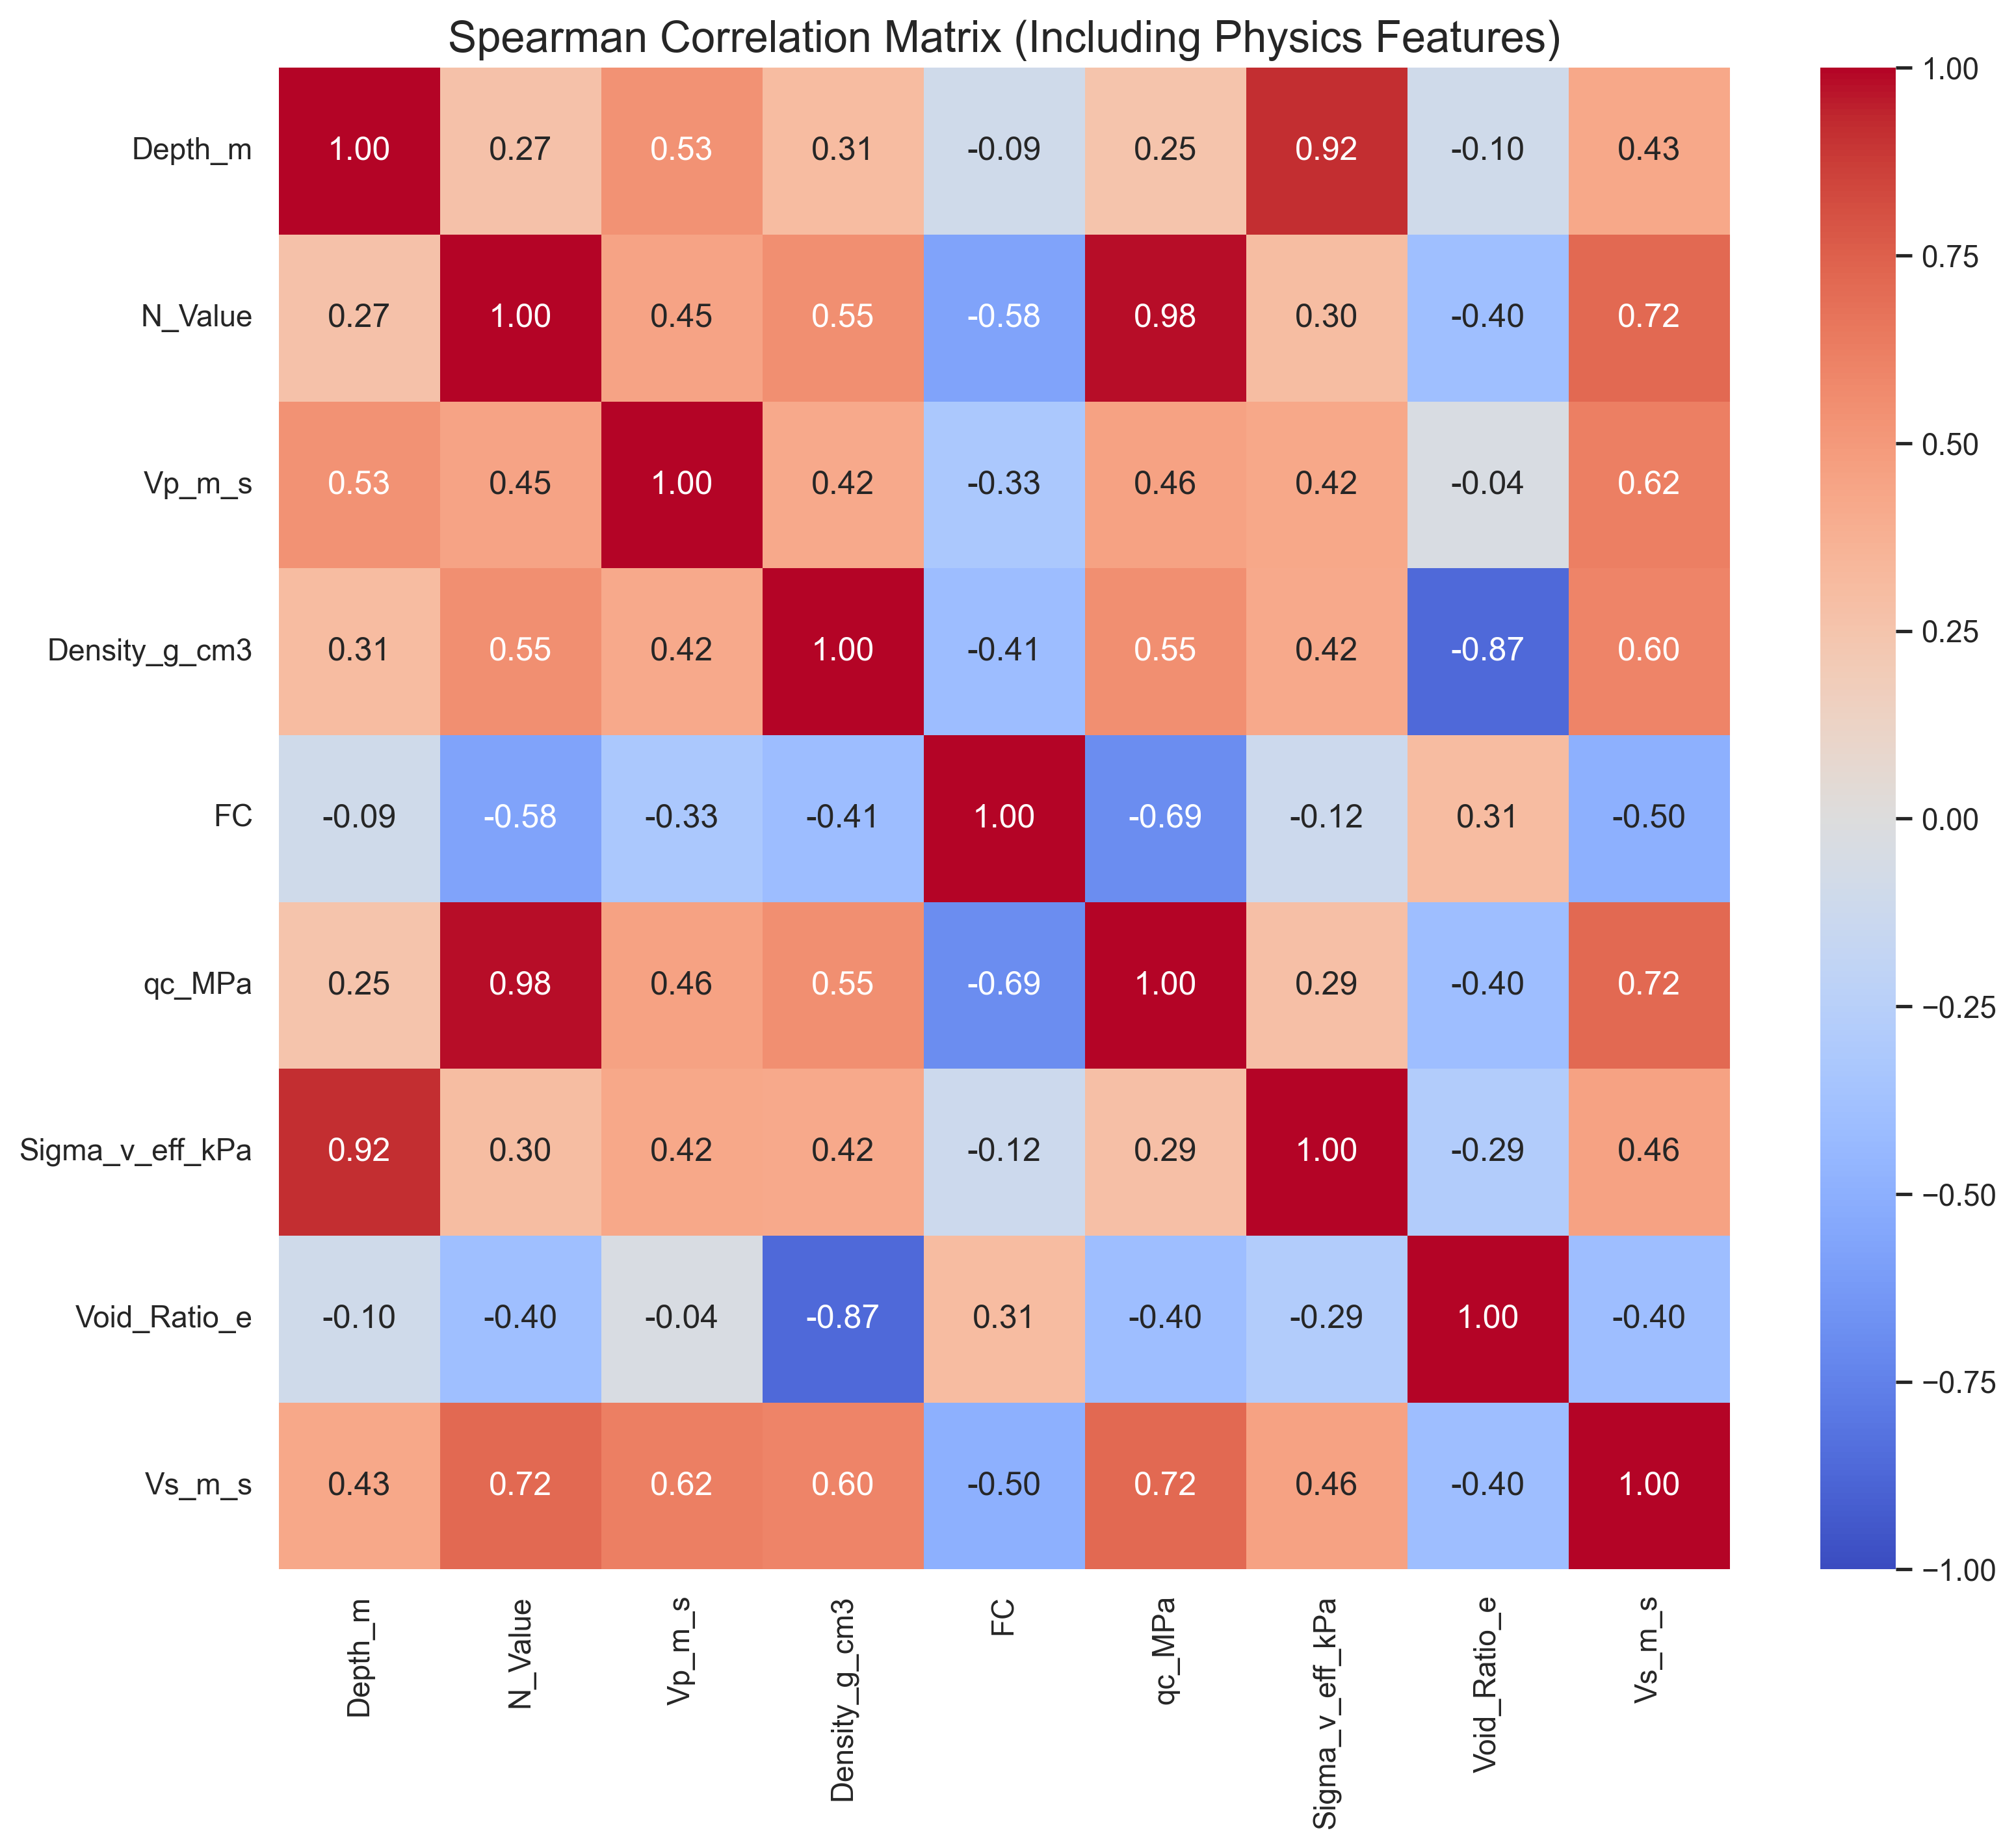 Spearman Correlation Matrix (Including Physics Features)
Depth_m 1.00 0.27 0.53 0.31 -0.09 0.25 0.92 -0.10 0.43
N_Value 0.27 1.00 0.45 0.55 -0.58 0.98 0.30 -0.40 0.72
Vp_m_s 0.53 0.45 1.00 0.42 -0.33 0.46 0.42 -0.04 0.62
Density_g_cm3 0.31 0.55 0.42 1.00 -0.41 0.55 0.42 -0.87 0.60
FC -0.09 -0.58 -0.33 -0.41 1.00 -0.69 -0.12 0.31 -0.50
qc_MPa 0.25 0.98 0.46 0.55 -0.69 1.00 0.29 -0.40 0.72
Sigma_v_eff_kPa 0.92 0.30 0.42 0.42 -0.12 0.29 1.00 -0.29 0.46
Void_Ratio_e -0.10 -0.40 -0.04 -0.87 0.31 -0.40 -0.29 1.00 -0.40
Vs_m_s 0.43 0.72 0.62 0.60 -0.50 0.72 0.46 -0.40 1.00
Depth_m N_Value Vp_m_s Density_g_cm3 FC qc_MPa Sigma_v_eff_kPa Void_Ratio_e Vs_m_s
1.00
0.75
0.50
0.25
0.00
−0.25
−0.50
−0.75
−1.00